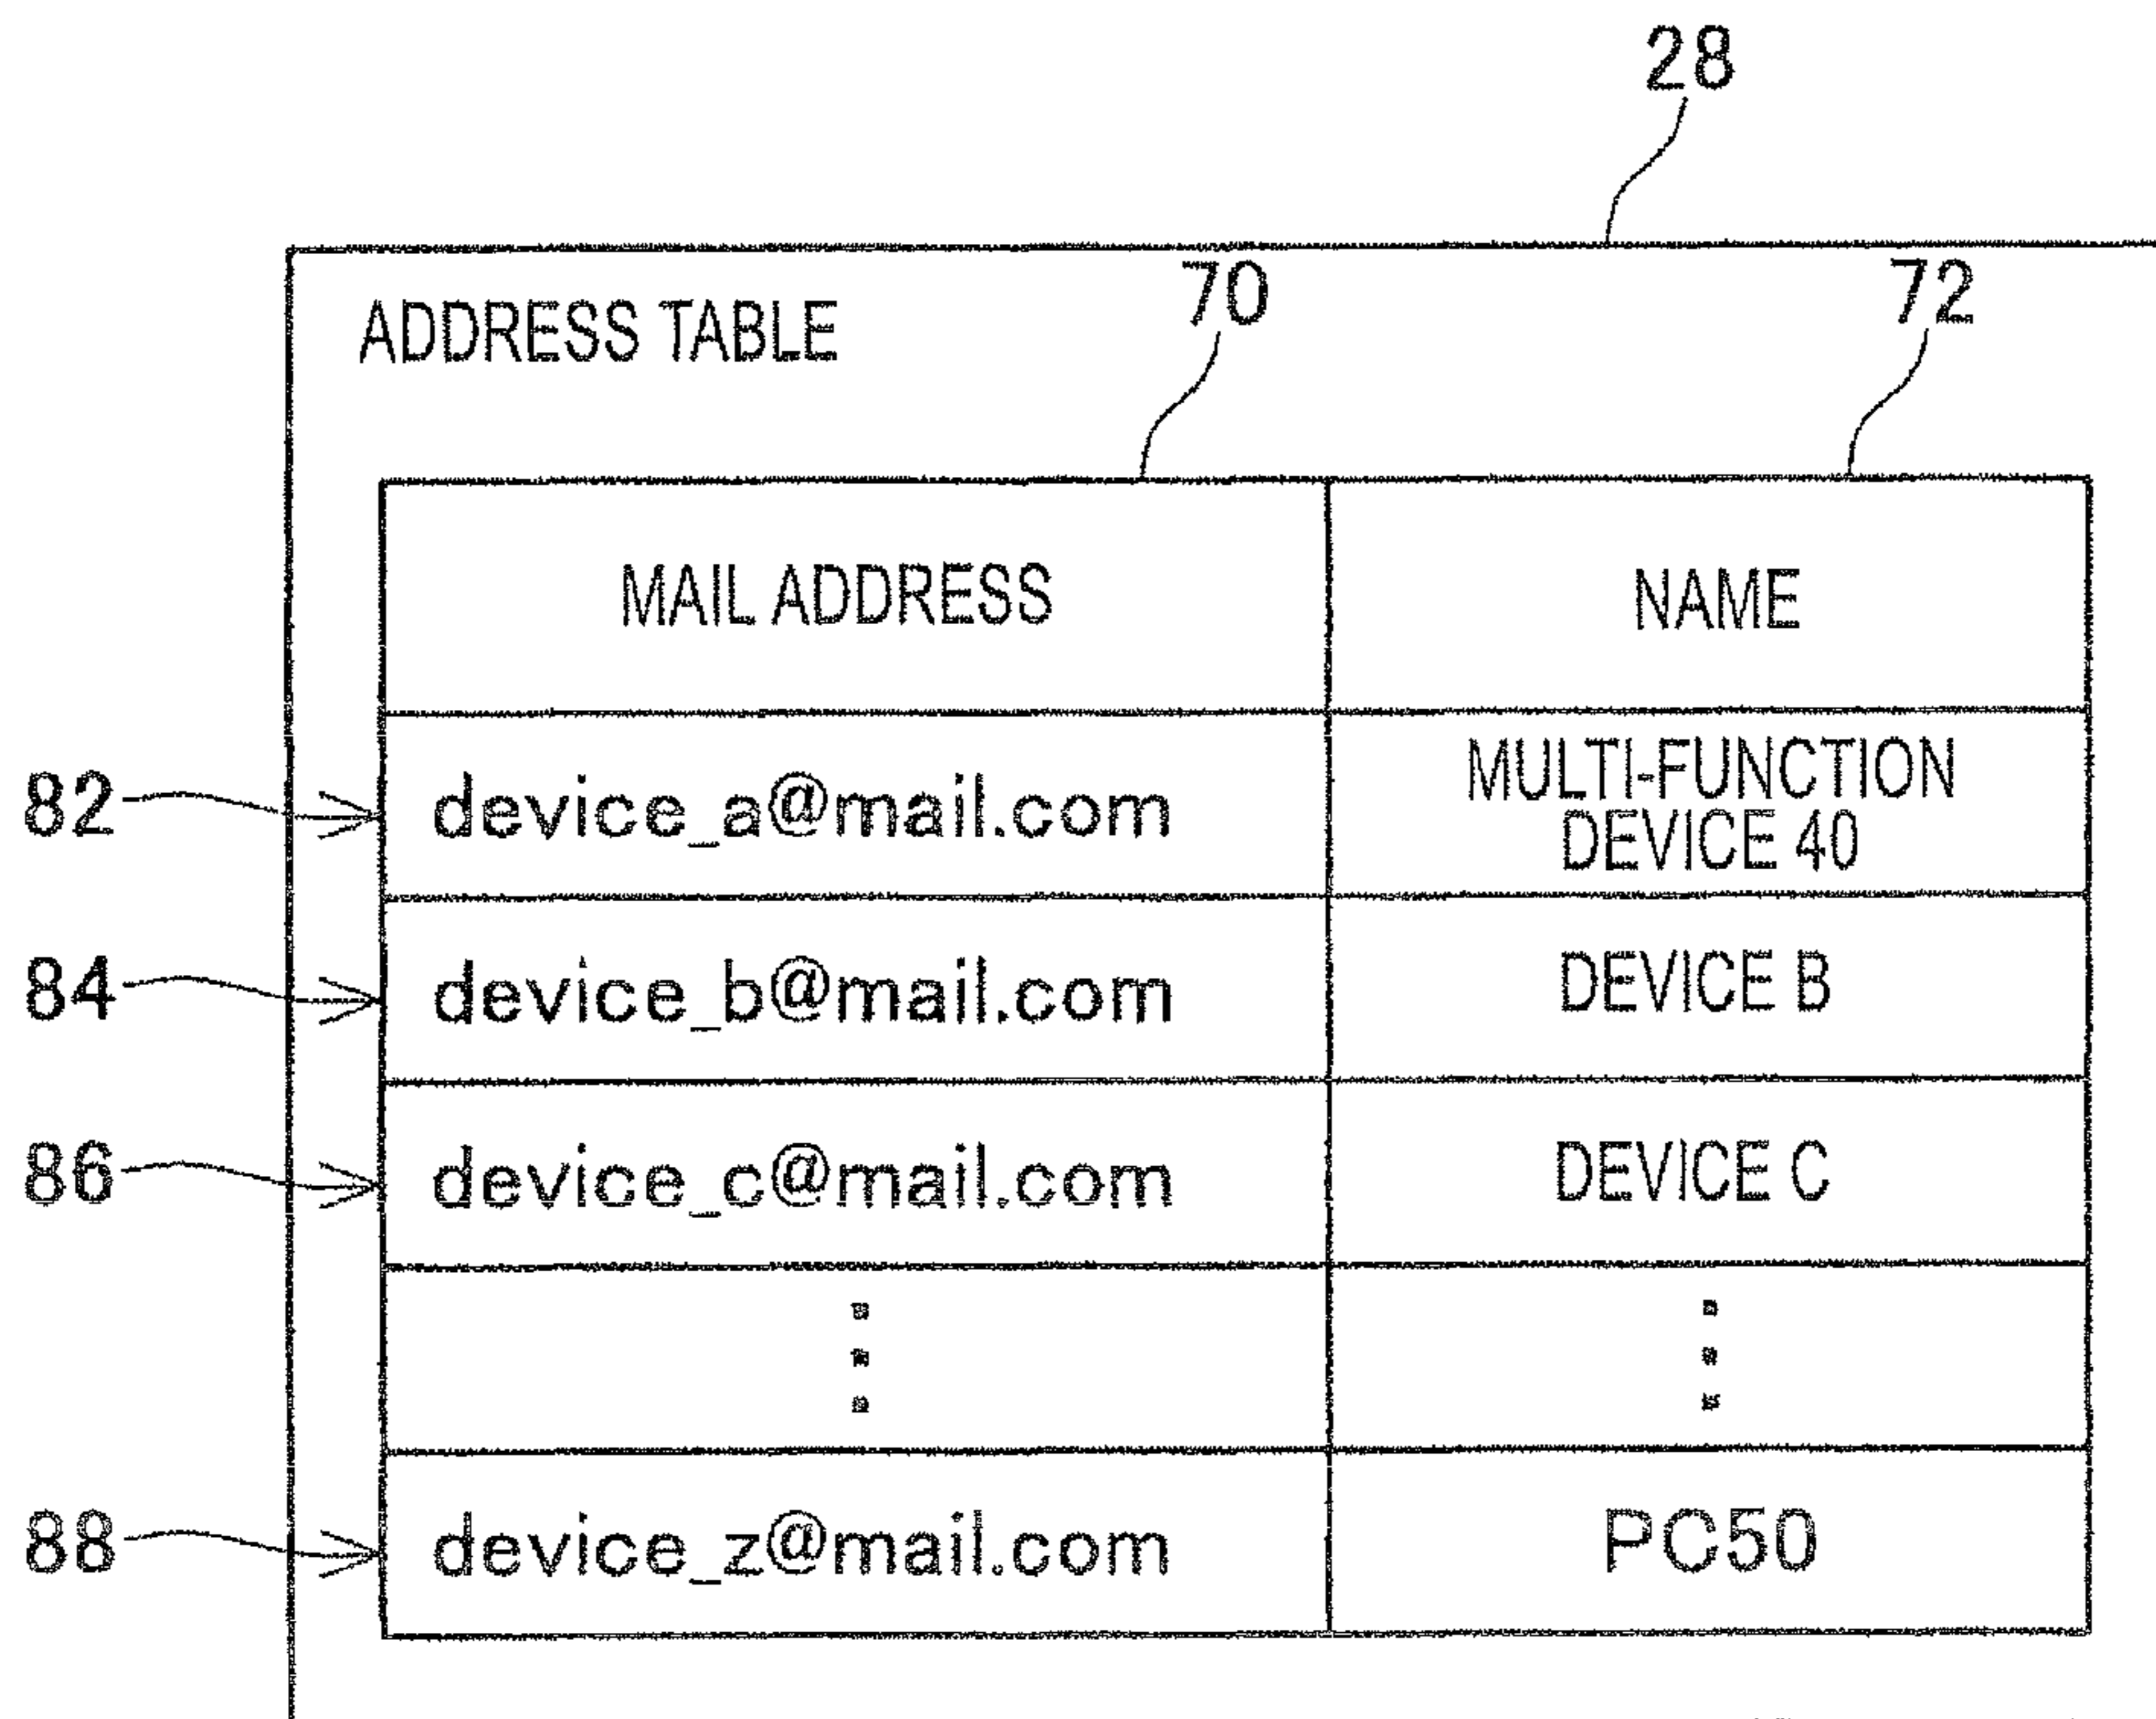 28
ADDRESS TABLE
70
72
MAIL ADDRESS
NAME
82
device_a@mail.com
MULTI-FUNCTION
DEVICE 40
84
device_b@mail.com
DEVICE B
86
device_c@mail.com
DEVICE C
88
device_z@mail.com
PC50